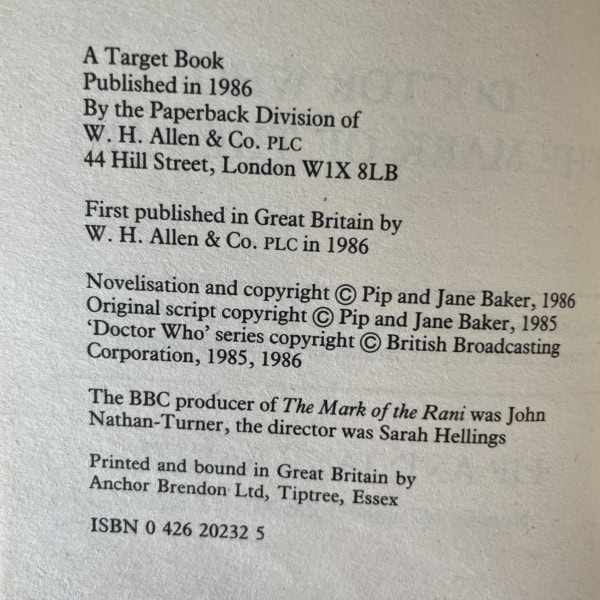 A Target Book
Published in 1986
By the Paperback Division of
W. H. Allen & Co. PLC
44 Hill Street, London W1X 8LB
First published in Great Britain by
W. H. Allen & Co. PLC in 1986
Novelisation and copyright © Pip and Jane Baker, 1986
Original script copyright © Pip and Jane Baker, 1985
‘Doctor Who’ series copyright © British Broadcasting
Corporation, 1985, 1986
The BBC producer of The Mark of the Rani was John
Nathan-Turner, the director was Sarah Hellings
Printed and bound in Great Britain by
Anchor Brendon Ltd, Tiptree, Essex
ISBN 0 426 20232 5